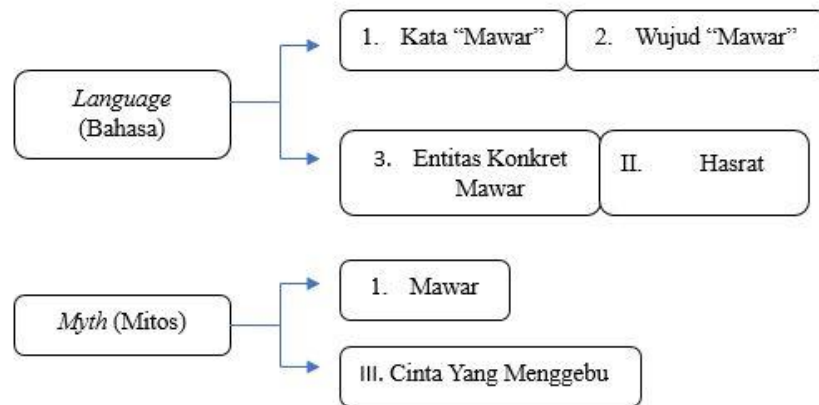 1. Kata “Mawar”
2. Wujud “Mawar”
Language
(Bahasa)
3. Entitas Konkret
Mawar
II. Hasrat
1. Mawar
Myth (Mitos)
III. Cinta Yang Menggebu